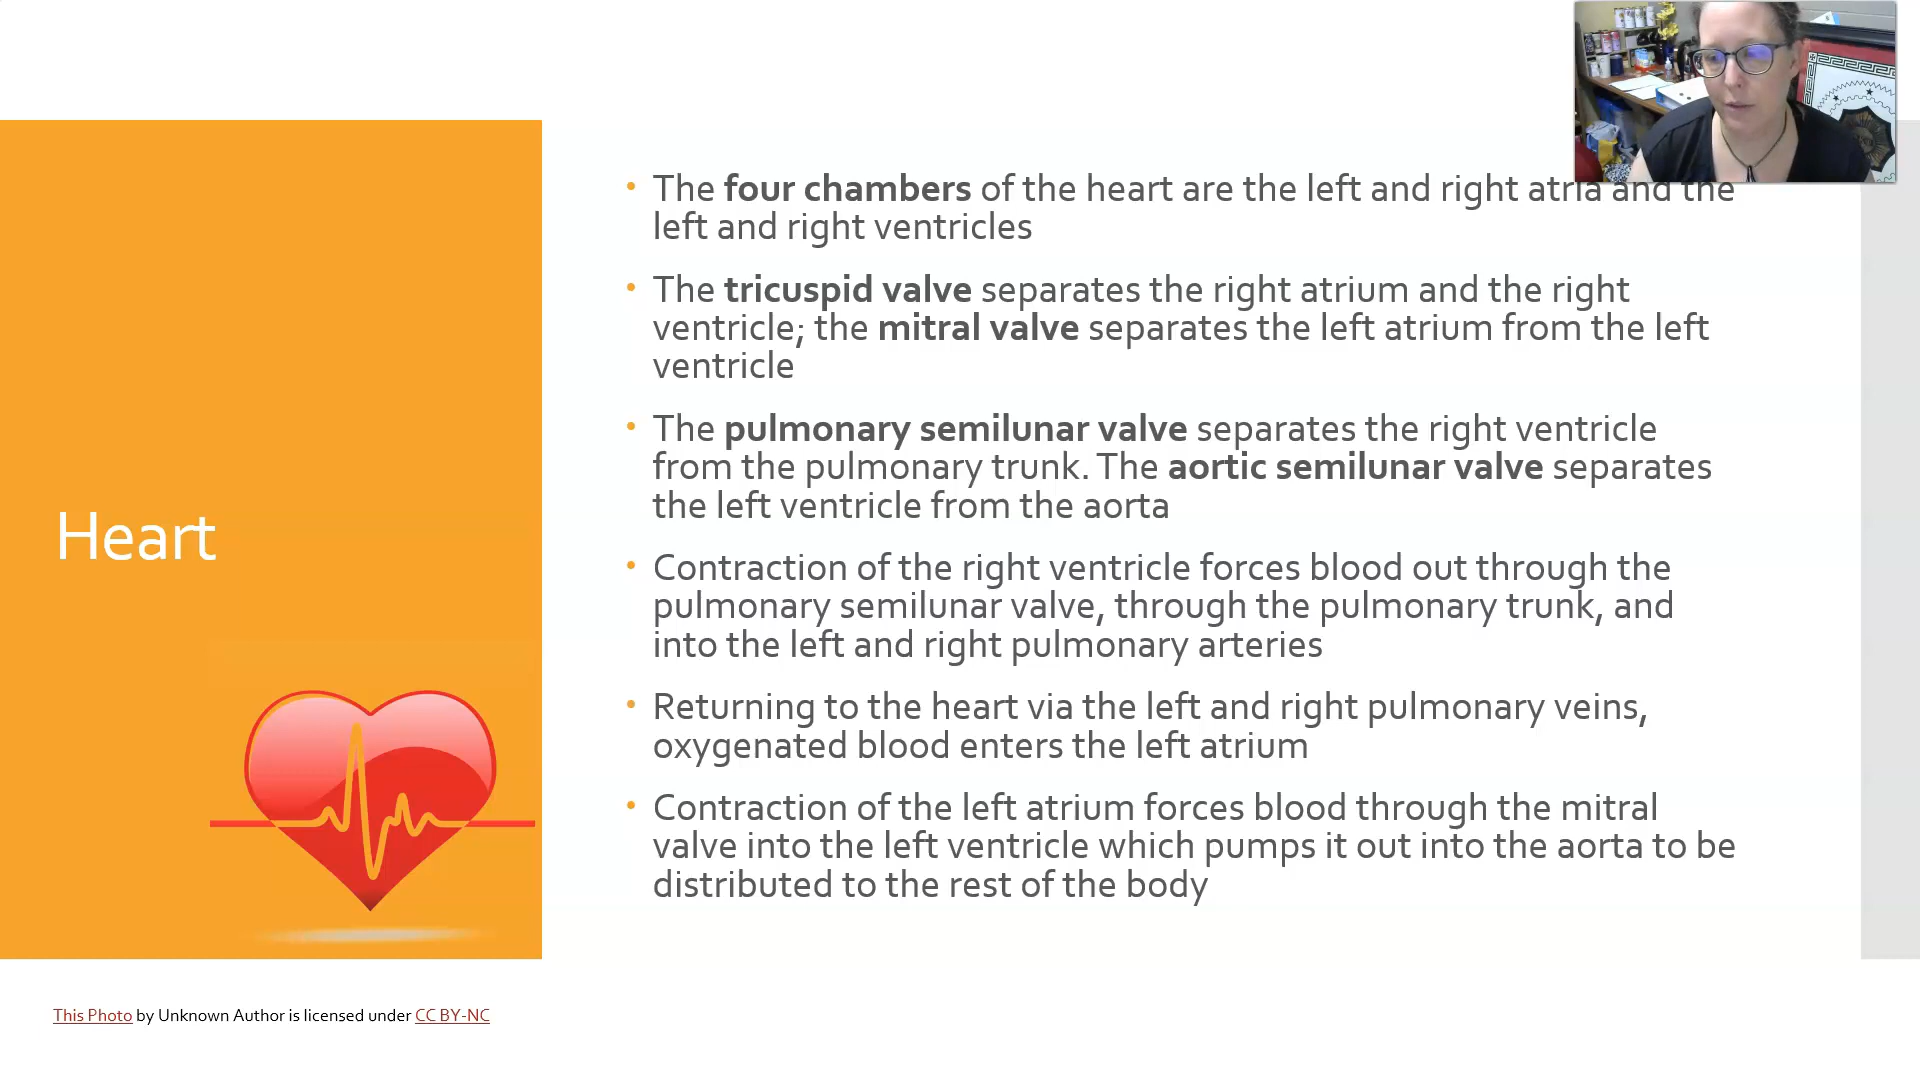 The four chambers of the heart are the left and right atria and the
left and right ventricles
The tricuspid valve separates the right atrium and the right
ventricle; the mitral valve separates the left atrium from the left
ventricle
The pulmonary semilunar valve separates the right ventricle
from the pulmonary trunk. The aortic semilunar valve separates
the left ventricle from the aorta
Heart
Contraction of the right ventricle forces blood out through the
pulmonary semilunar valve, through the pulmonary trunk, and
into the left and right pulmonary arteries
Returning to the heart via the left and right pulmonary veins,
oxygenated blood enters the left atrium
Contraction of the left atrium forces blood through the mitral
valve into the left ventricle which pumps it out into the aorta to be
distributed to the rest of the body
This Photo by Unknown Author is licensed under CC BY-NC